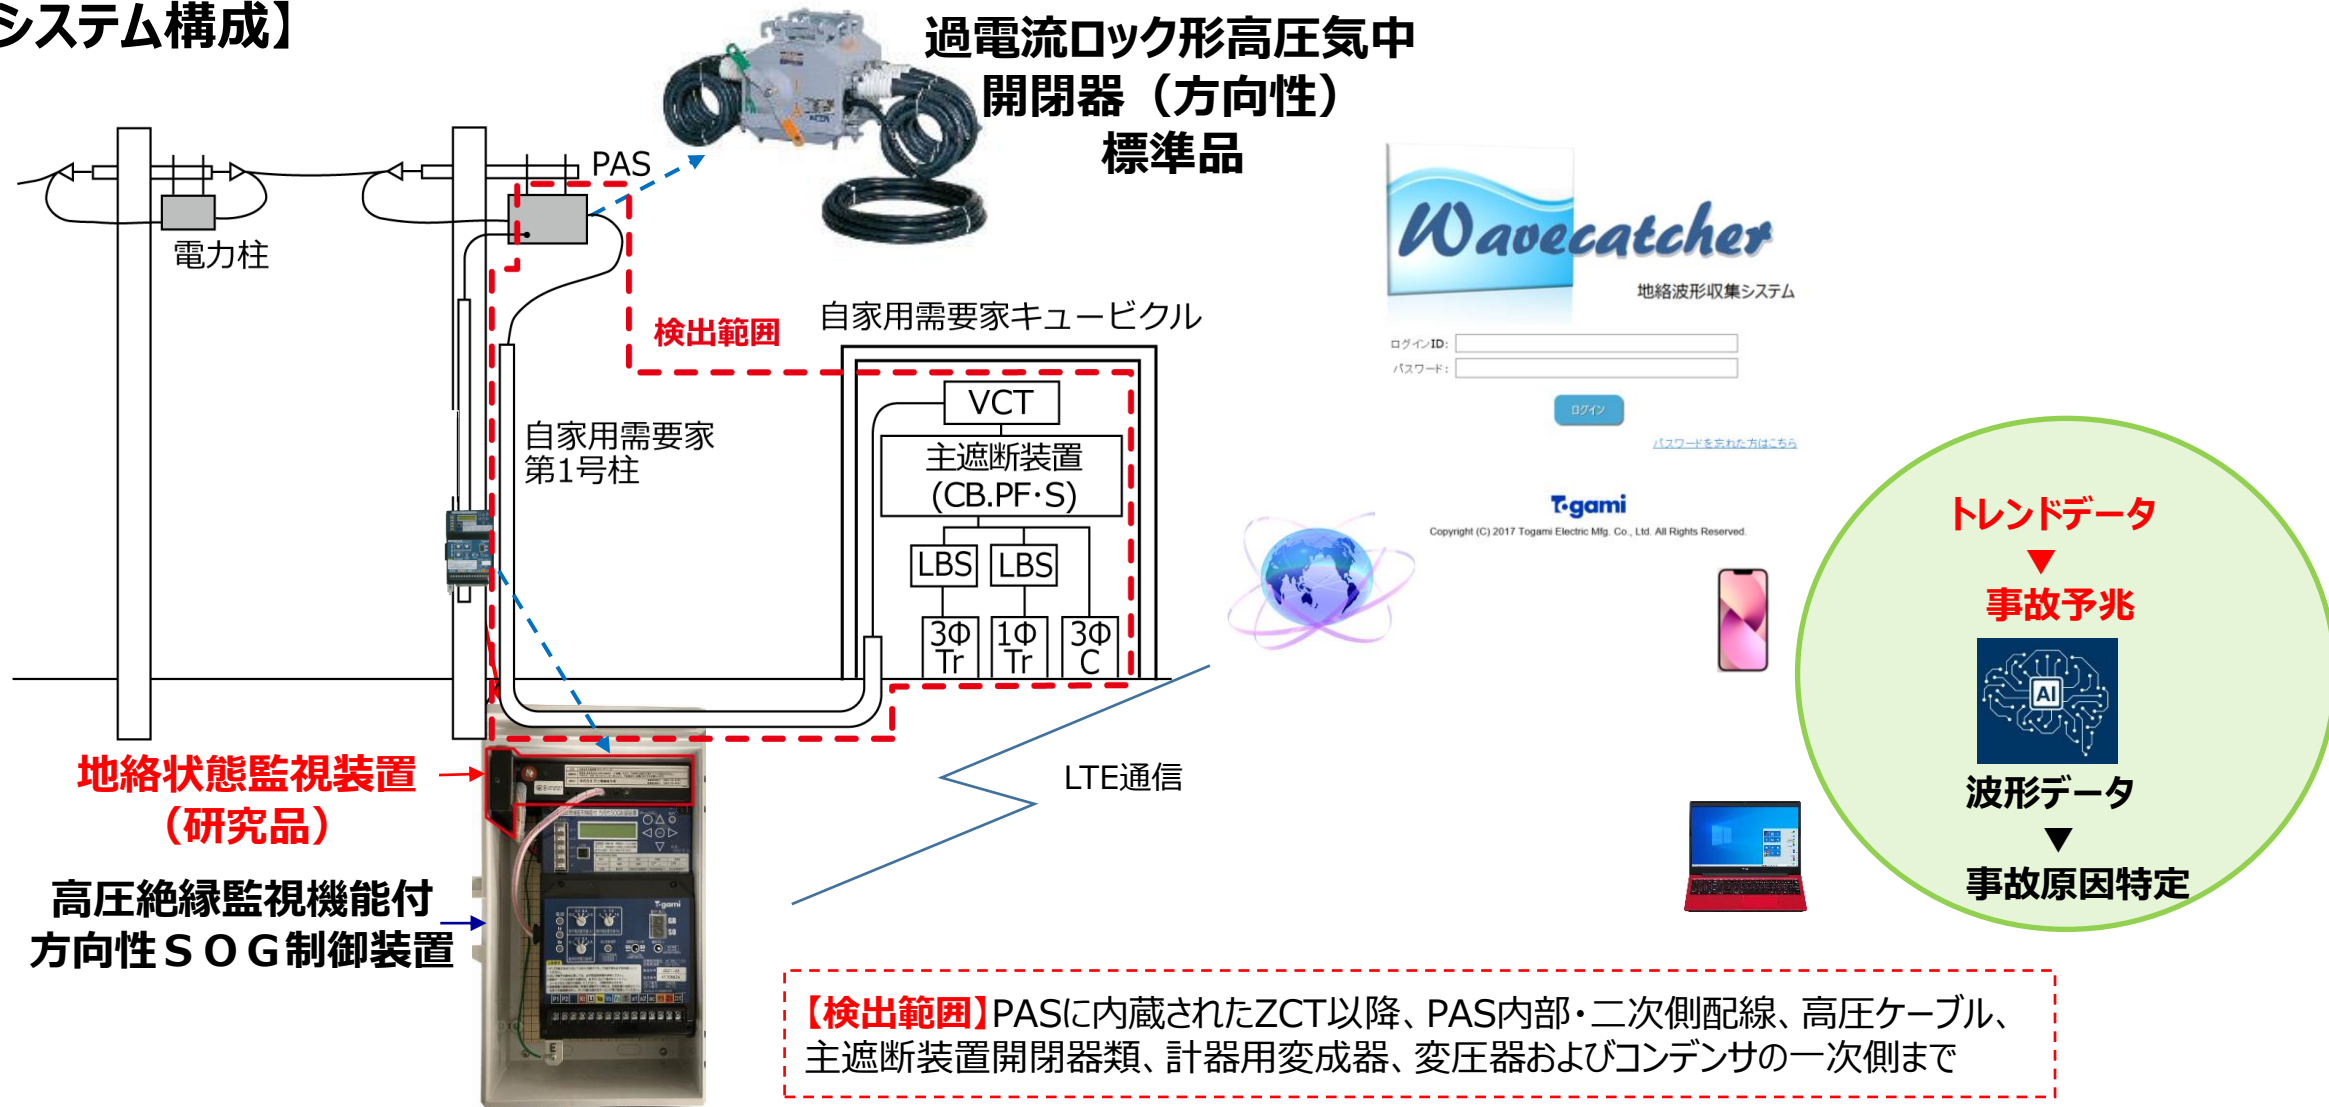 システム構成】
過電流ロック形高圧気中
開閉器（方向性）
標準品
PAS
電力柱
検出範囲
自家用需要家キュービクル
自家用需要家
第1号柱
VCT
主遮断装置
(CB.PF・S)
LBS
LBS
3Φ
Tr
1Φ
Tr
3Φ
C
Wavecatcher
地絡波形収集システム
ログインID:
パスワード:
ログイン
パスワードを忘れた方はこちら
Togami
Copyright (C) 2017 Togami Electric Mfg. Co., Ltd. All Rights Reserved.
トレンドデータ
▼
事故予兆
AI
波形データ
▼
事故原因特定
LTE通信
地絡状態監視装置
（研究品）
高圧絶縁監視機能付
方向性ＳＯＧ制御装置
Togami
GR
SO
【検出範囲】PASに内蔵されたZCT以降、PAS内部・二次側配線、高圧ケーブル、
主遮断装置開閉器類、計器用変成器、変圧器およびコンデンサの一次側まで